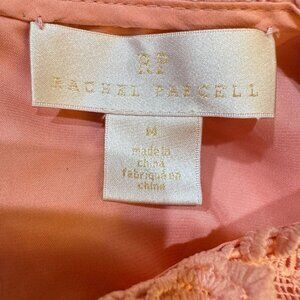 RP
RACHEL PARCELL
M
made in
china
fabriqué en
chine